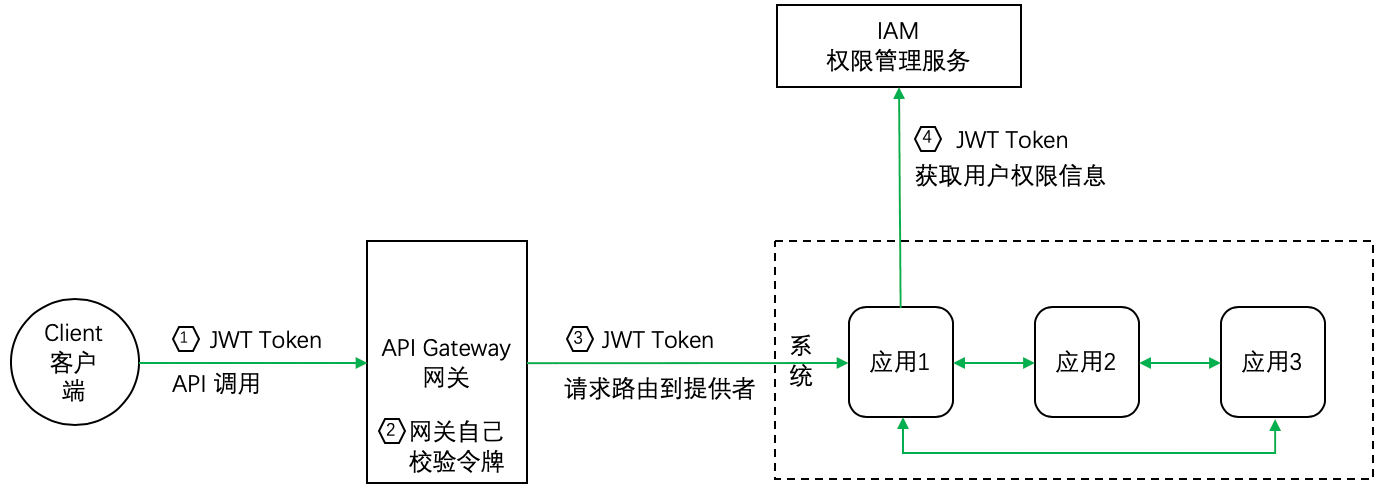 IAM
权限管理服务
4 JWT Token
获取用户权限信息
Client
客户
端
1 JWT Token
API 调用
API Gateway
网关
2 网关自己
校验令牌
3 JWT Token
请求路由到提供者
系
统
应用1
应用2
应用3